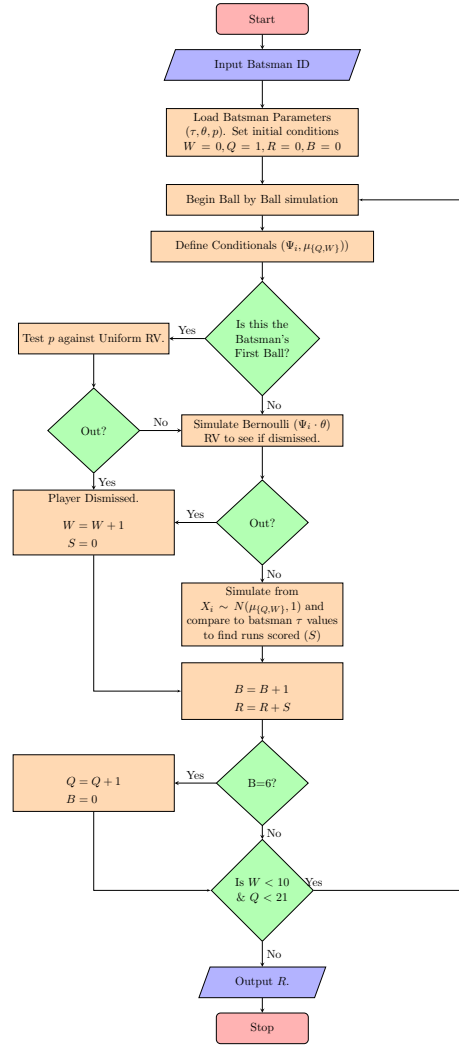 Start
Input Batsman ID
Load Batsman Parameters
(τ, θ, p). Set initial conditions
W = 0, Q = 1, R = 0, B = 0
Begin Ball by Ball simulation
Define Conditionals (Ψ_i, μ_{Q,W}))
Is this the
Batsman's
First Ball?
Yes
Test p against Uniform RV.
No
Out?
No
Simulate Bernoulli (Ψ_i · θ)
RV to see if dismissed.
Yes
Player Dismissed.
W = W + 1
S = 0
Yes
Out?
No
Simulate from
X_i ∼ N(μ_{Q,W}, 1) and
compare to batsman τ values
to find runs scored (S)
B = B + 1
R = R + S
B=6?
Yes
Q = Q + 1
B = 0
No
Is W < 10
& Q < 21
Yes
No
Output R.
Stop